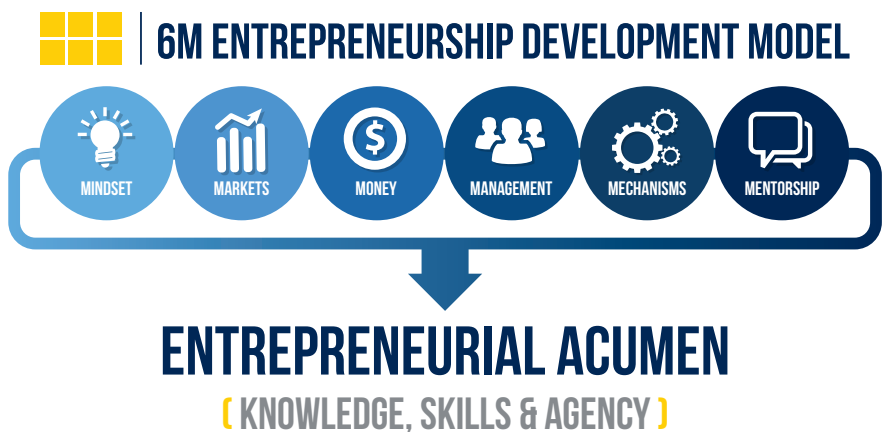 6M ENTREPRENEURSHIP DEVELOPMENT MODEL
$
MINDSET
MARKETS
MONEY
MANAGEMENT
MECHANISMS
MENTORSHIP
ENTREPRENEURIAL ACUMEN
[ KNOWLEDGE, SKILLS & AGENCY ]